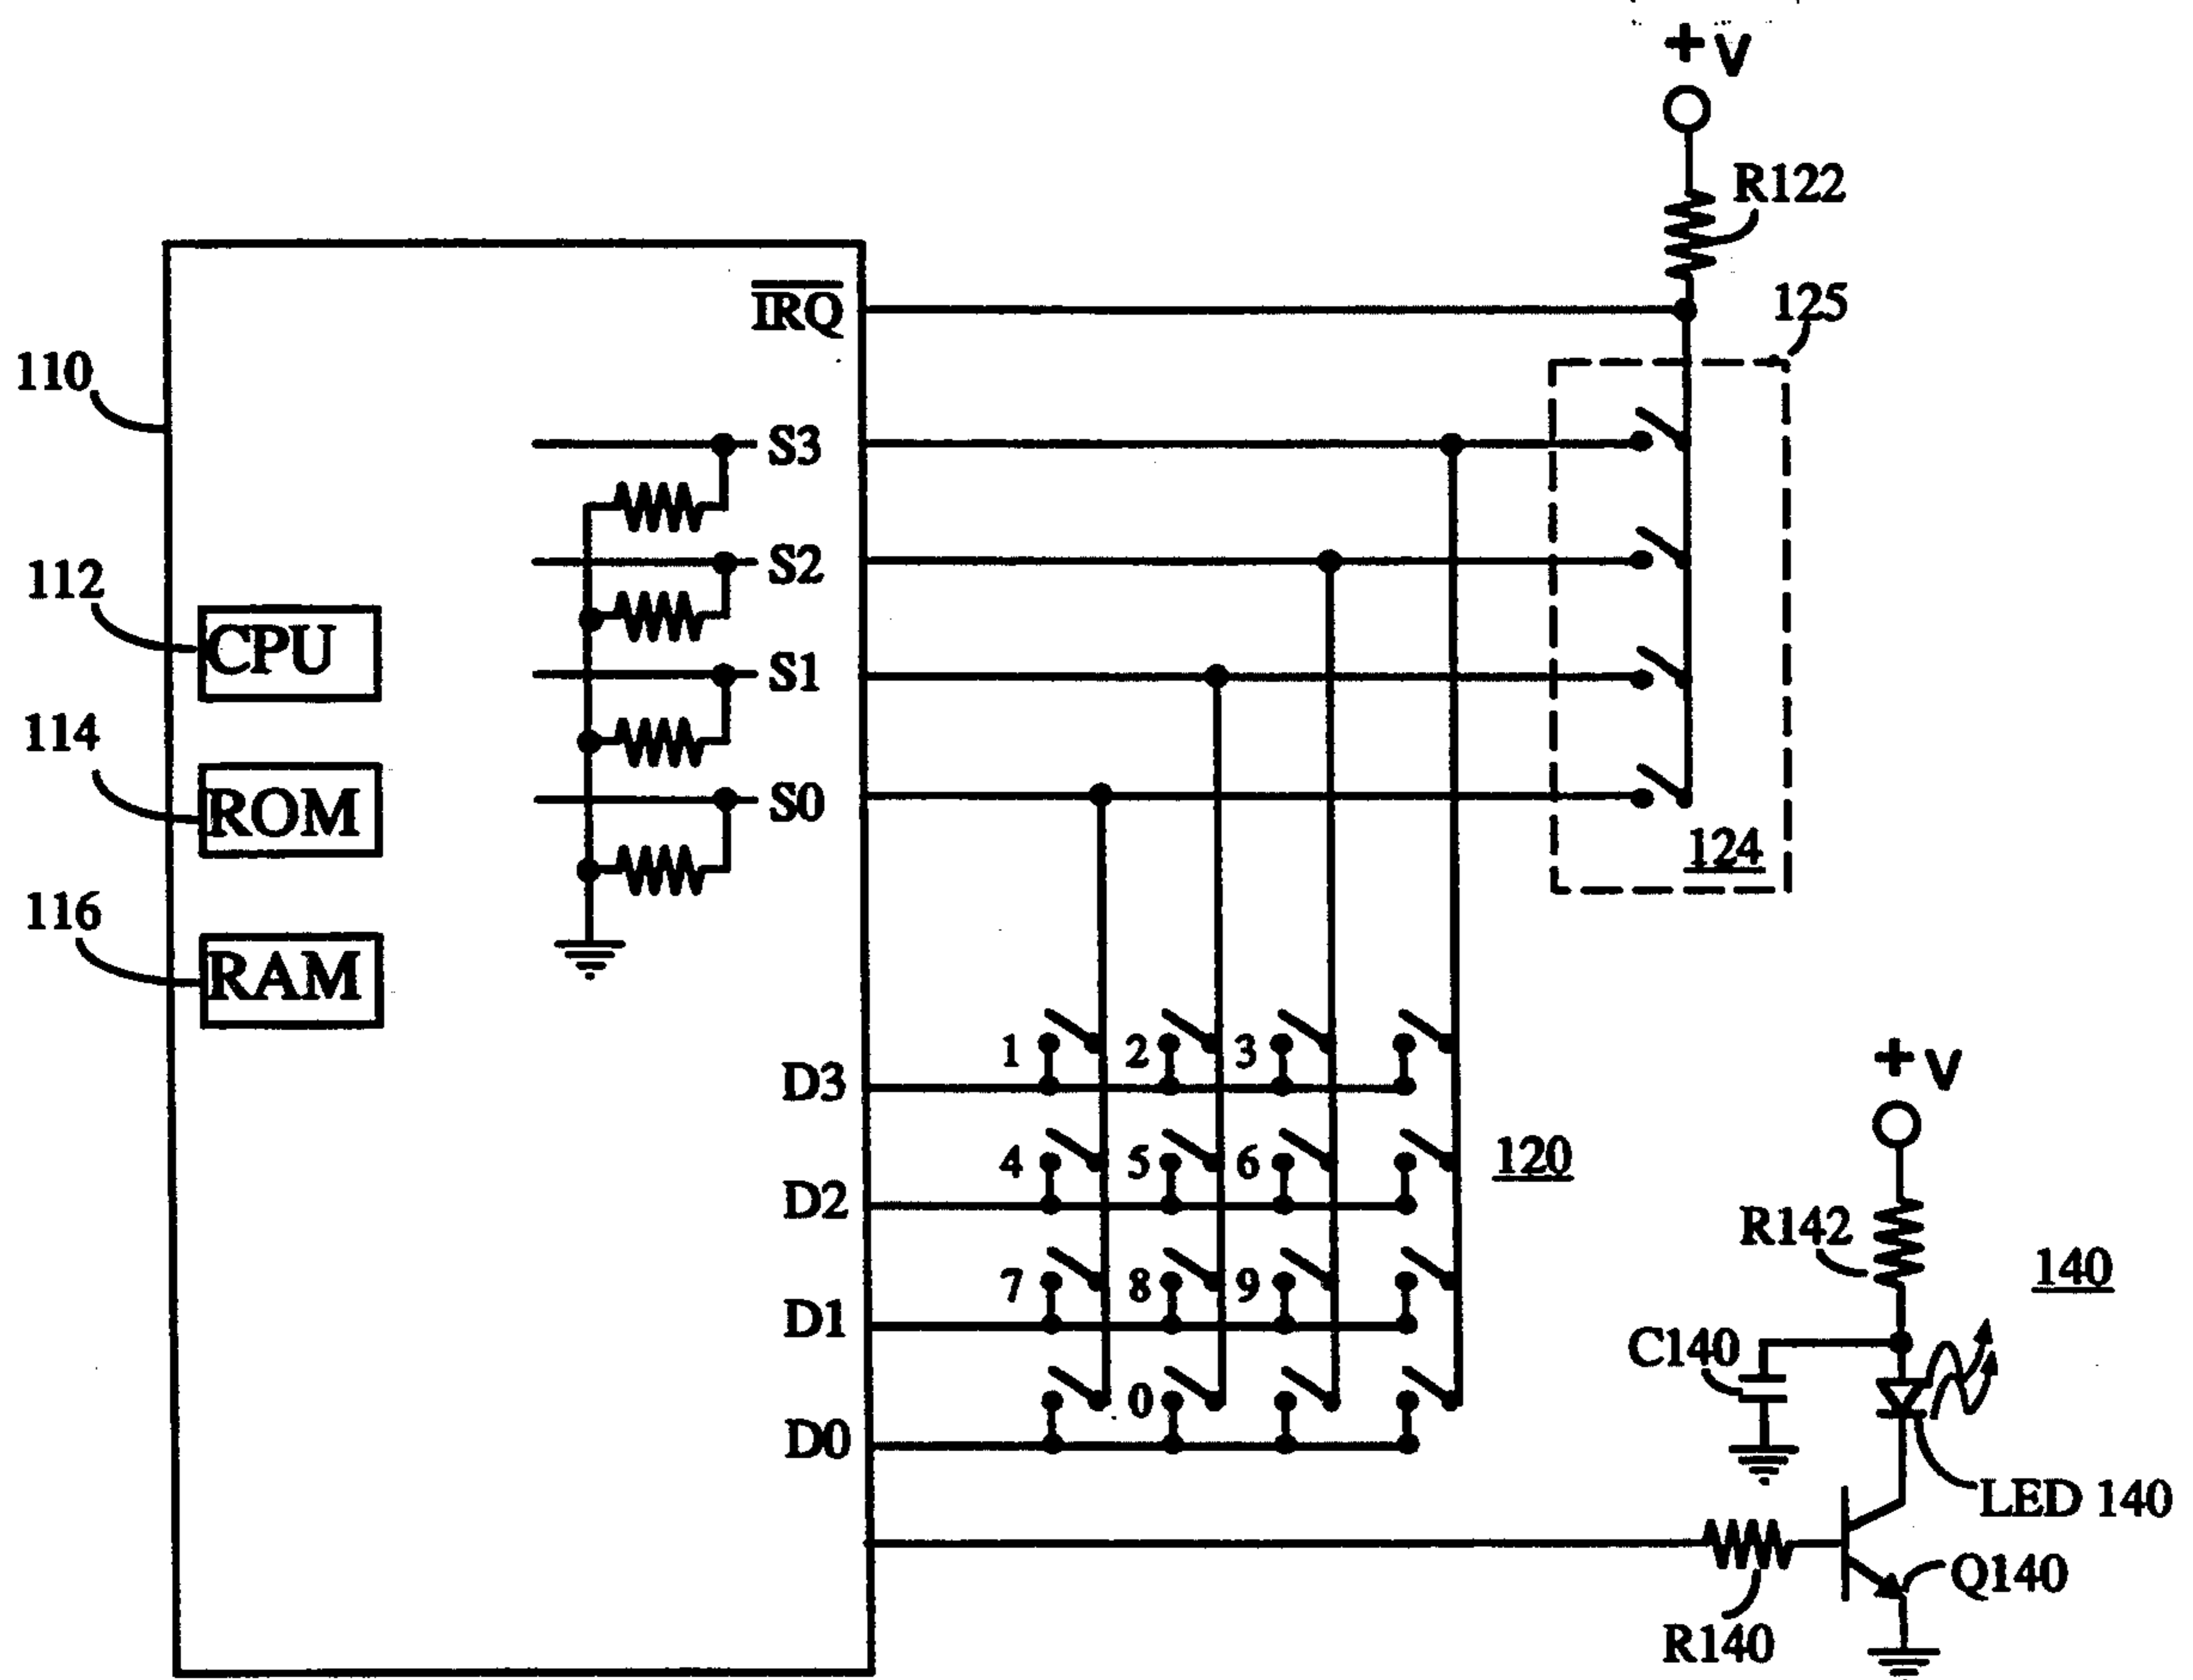 +V
R122
125
IRQ
110
S3
112
CPU
S2
114
ROM
S1
116
RAM
S0
124
1 2 3
D3
+V
4 5 6
D2
120
R142
140
7 8 9
D1
C140
0
D0
LED 140
Q140
R140